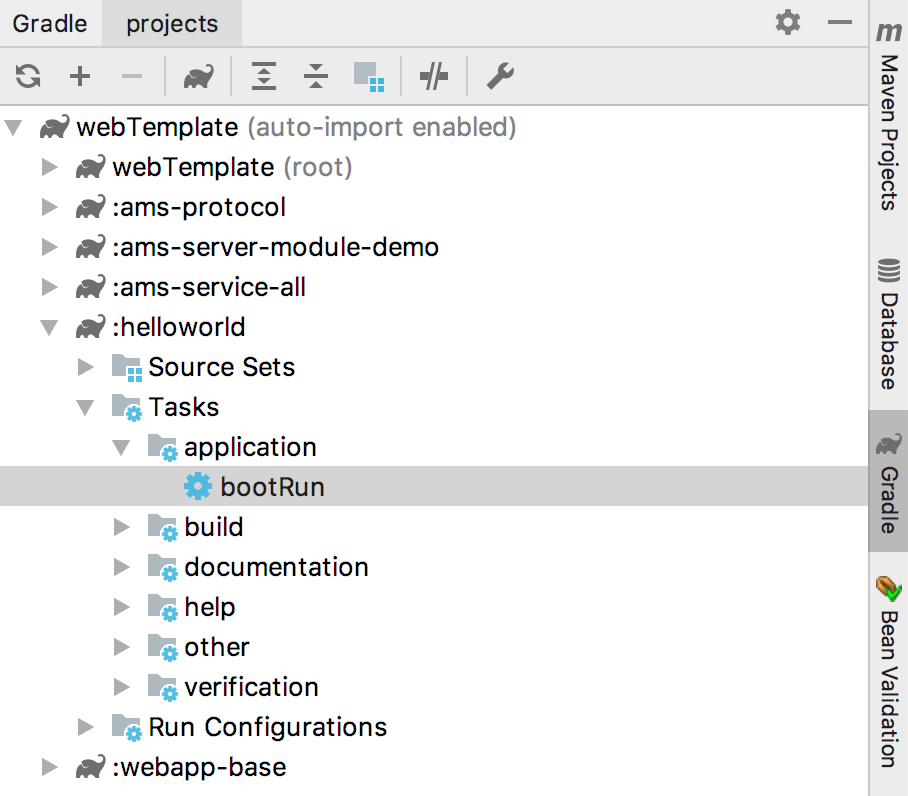 Gradle projects
webTemplate (auto-import enabled)
webTemplate (root)
:ams-protocol
:ams-server-module-demo
:ams-service-all
:helloworld
Source Sets
Tasks
application
bootRun
build
documentation
help
other
verification
Run Configurations
:webapp-base
m Maven Projects
Database
Gradle
Bean Validation